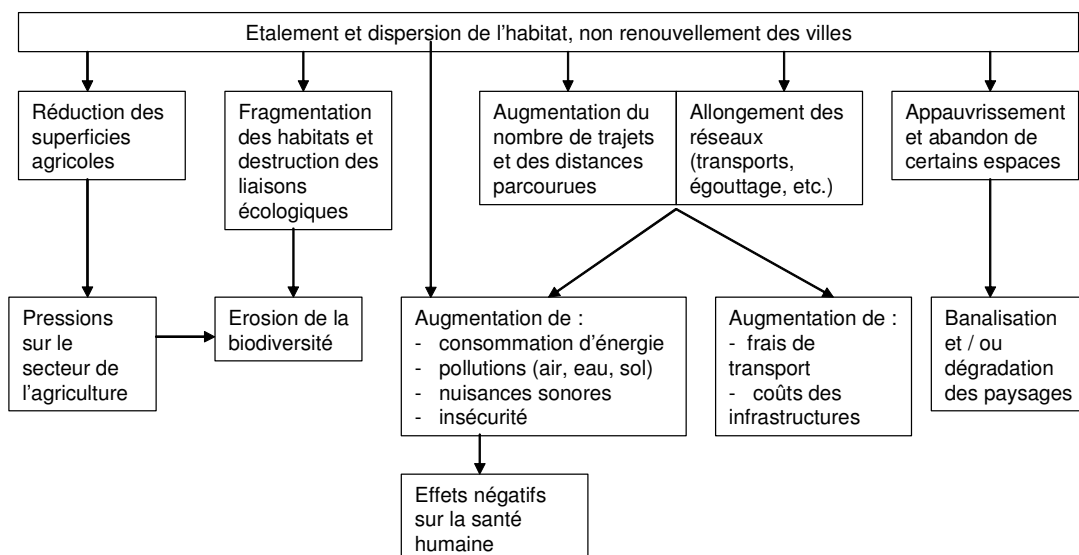 Etalement et dispersion de l'habitat, non renouvellement des villes
Réduction des
superficies
agricoles
Fragmentation
des habitats et
destruction des
liaisons
écologiques
Augmentation du
nombre de trajets
et des distances
parcourues
Allongement des
réseaux
(transports,
égouttage, etc.)
Appauvrissement
et abandon de
certains espaces
Pressions
sur le
secteur de
l'agriculture
Erosion de la
biodiversité
Augmentation de :
- consommation d'énergie
- pollutions (air, eau, sol)
- nuisances sonores
- insécurité
Augmentation de :
- frais de
transport
- coûts des
infrastructures
Banalisation
et / ou
dégradation
des paysages
Effets négatifs
sur la santé
humaine